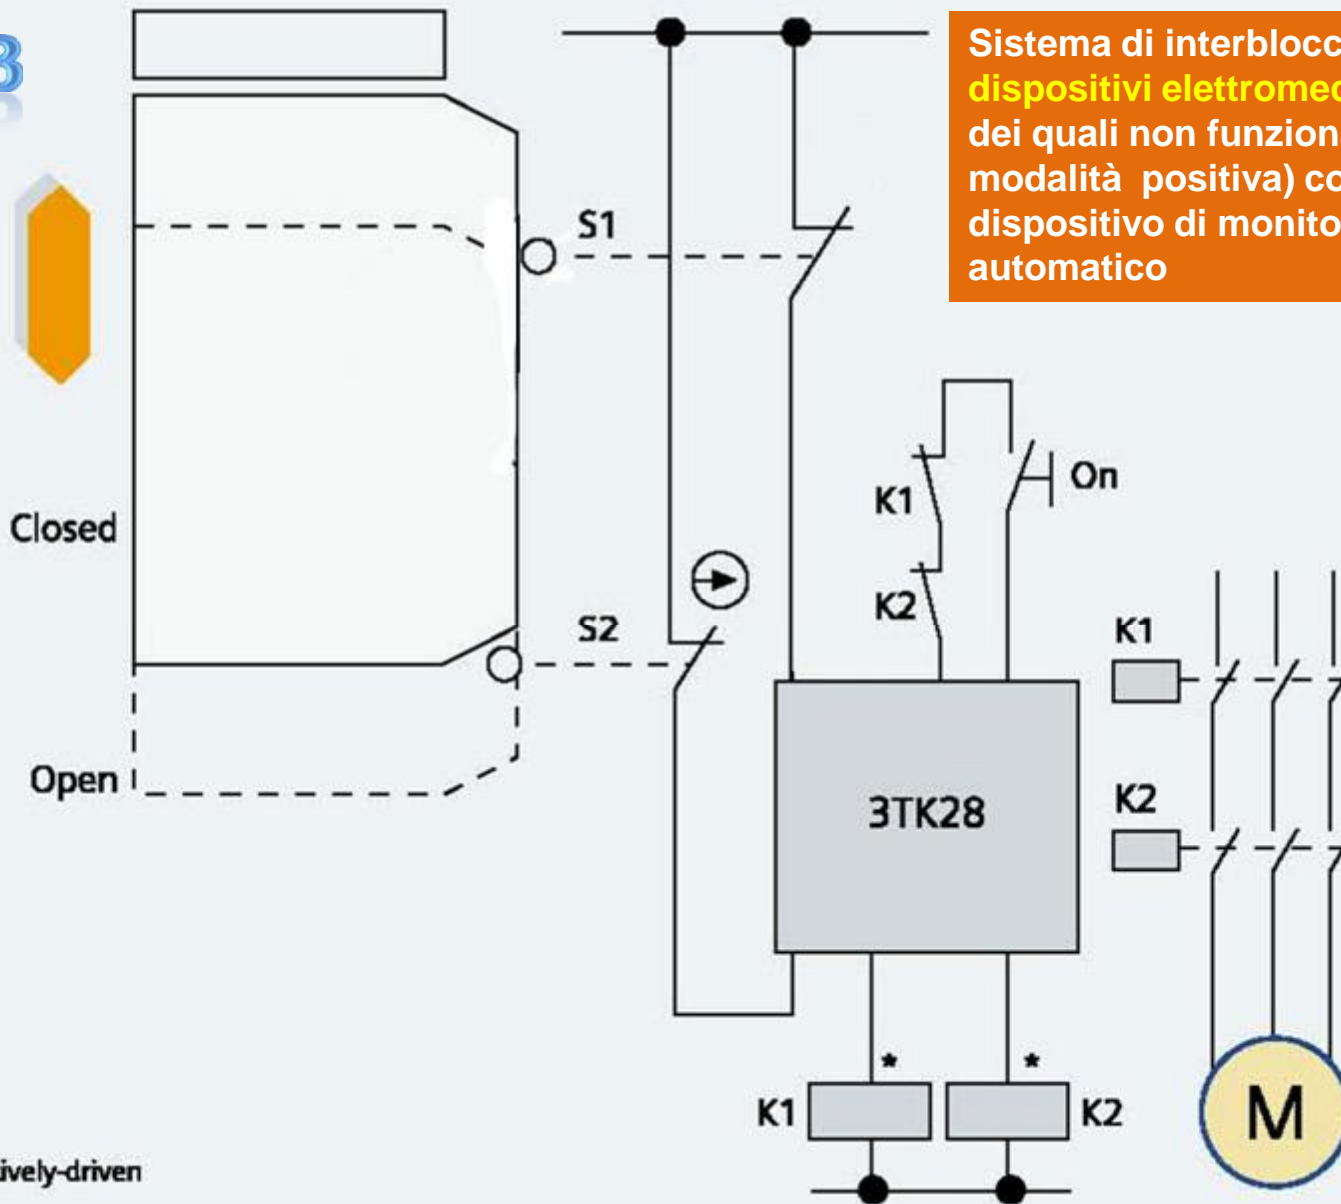 Sistema di interblocc
dispositivi elettromec
dei quali non funzion
modalità positiva) co
dispositivo di monito
automatico
S1
K1
On
Closed
K2
S2
K1
Open
3TK28
K2
*
*
K1
K2
M
ively-driven